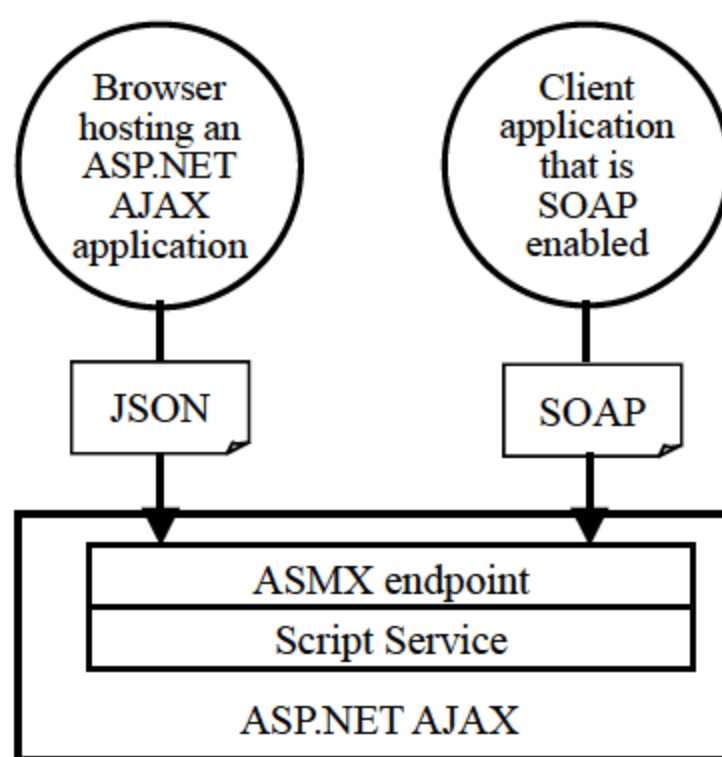 Browser
hosting an
ASP.NET
AJAX
application
Client
application
that is
SOAP
enabled
JSON
SOAP
ASMX endpoint
Script Service
ASP.NET AJAX